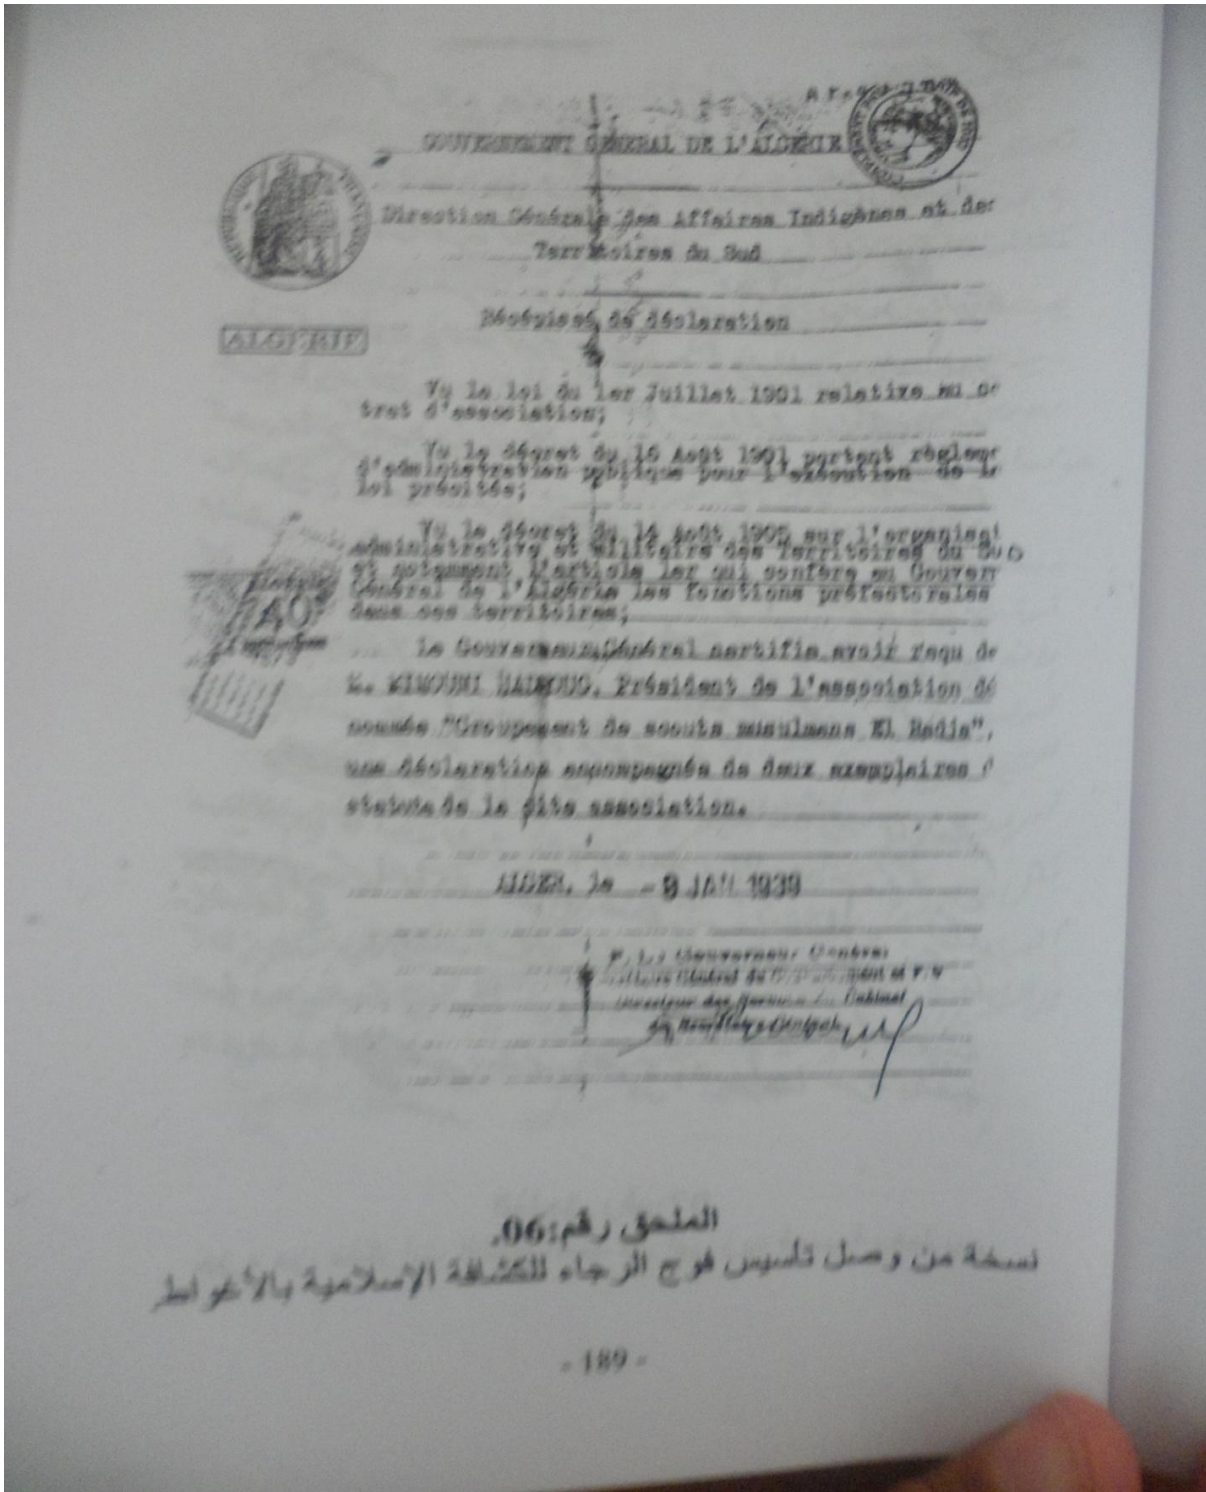 GOUVERNEMENT GÉNÉRAL DE L'ALGÉRIE
Direction Générale des Affaires Indigènes et des
Territoires du Sud
Récépissé de déclaration
ALGERIE
Vu la loi du 1er Juillet 1901 relative au co
trat d'association;
Vu le décret du 16 Août 1901 portant règleme
d'administration publique pour l'exécution de la
loi précitée;
Vu le décret du 14 Août 1905 sur l'organisat
administrative et militaire des Territoires du Sud
et notamment l'article 1er qui confère au Gouvern
Général de l'Algérie les fonctions préfectorales
dans ces territoires;
Le Gouverneur Général certifie avoir reçu de
M. Président de l'association dé
nommée "Groupement de scouts musulmans El Radja",
une déclaration accompagnée de deux exemplaires d
statuts de la dite association.
ALGER, le - 9 JAN 1939
P. Le Gouverneur Général
Directeur des du Cabinet
الملحق رقم:06.
نسخة من وصل تأسيس فوج الرجاء للكشافة الإسلامية بالأغواط
- 189 -